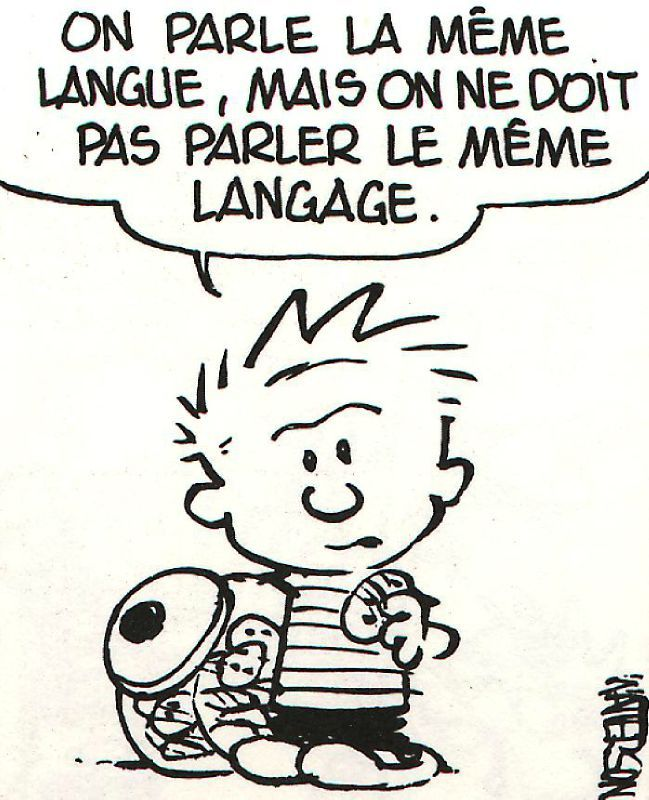 ON PARLE LA MÊME
LANGUE, MAIS ON NE DOIT
PAS PARLER LE MÊME
LANGAGE.
WATTERSON